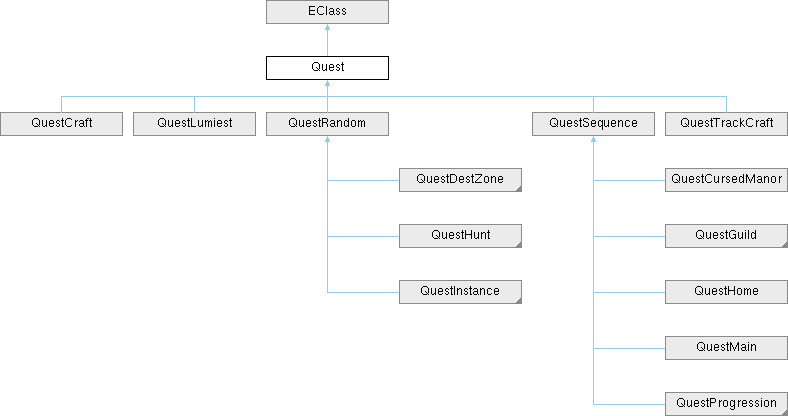 EClass
Quest
QuestCraft
QuestLumiest
QuestRandom
QuestSequence
QuestTrackCraft
QuestDestZone
QuestCursedManor
QuestHunt
QuestGuild
QuestInstance
QuestHome
QuestMain
QuestProgression